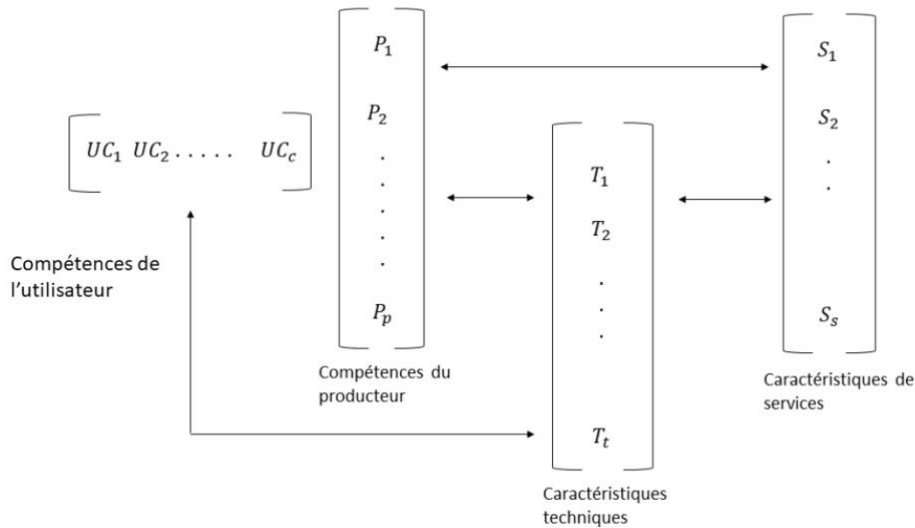 P₁
P₂
.
.
.
.
.
Pₚ
S₁
S₂
.
.
Sₛ
UC₁ UC₂ . . . . . UC_c
T₁
T₂
.
.
.
Tₜ
Compétences de
l’utilisateur
Compétences du
producteur
Caractéristiques de
services
Caractéristiques
techniques